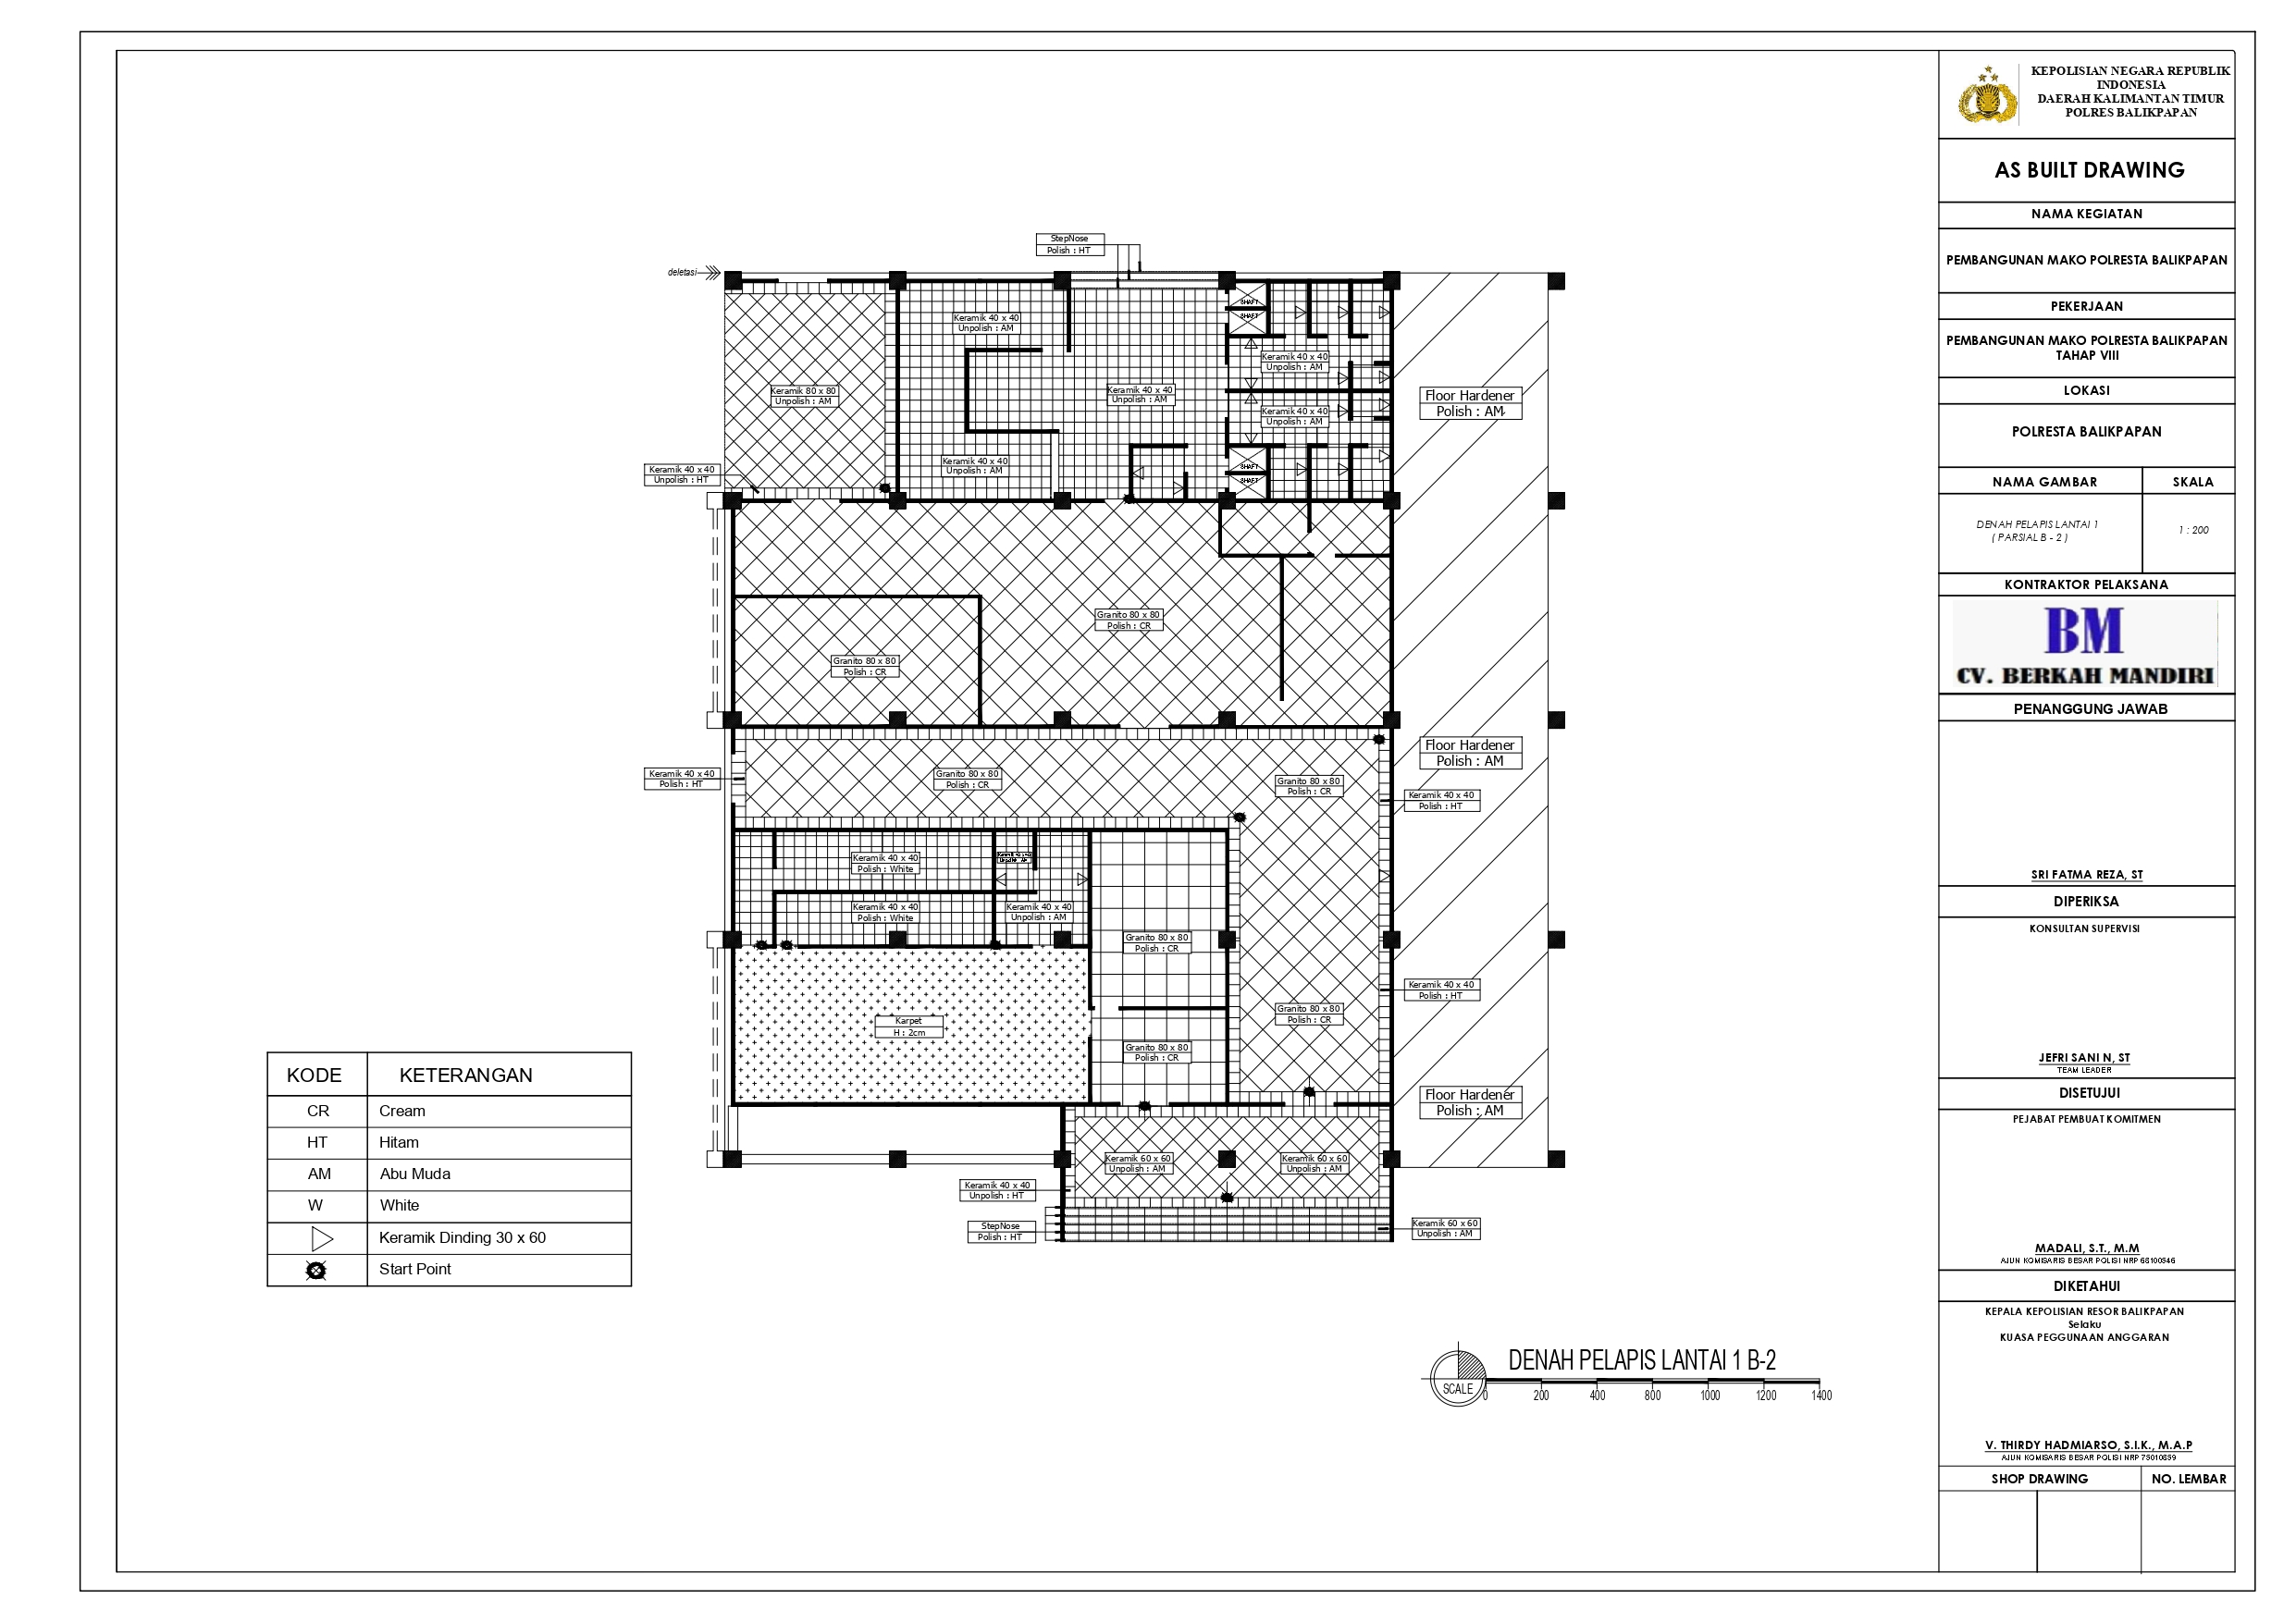 KEPOLISIAN NEGARA REPUBLIK
INDONESIA
DAERAH KALIMANTAN TIMUR
POLRES BALIKPAPAN
AS BUILT DRAWING
NAMA KEGIATAN
PEMBANGUNAN MAKO POLRESTA BALIKPAPAN
PEKERJAAN
PEMBANGUNAN MAKO POLRESTA BALIKPAPAN
TAHAP VIII
LOKASI
POLRESTA BALIKPAPAN
NAMA GAMBAR
SKALA
DENAH PELAPIS LANTAI 1
( PARSIAL B - 2 )
1 : 200
KONTRAKTOR PELAKSANA
BM
CV. BERKAH MANDIRI
PENANGGUNG JAWAB
SRI FATMA REZA, ST
DIPERIKSA
KONSULTAN SUPERVISI
JEFRI SANI N, ST
TEAM LEADER
DISETUJUI
PEJABAT PEMBUAT KOMITMEN
MADALI, S.T., M.M
AJUN KOMISARIS BESAR POLISI NRP 68100546
DIKETAHUI
KEPALA KEPOLISIAN RESOR BALIKPAPAN
Selaku
KUASA PEGGUNAAN ANGGARAN
V. THIRDY HADMIARSO, S.I.K., M.A.P
AJUN KOMISARIS BESAR POLISI NRP 75010859
SHOP DRAWING
NO. LEMBAR
StepNose
Polish : HT
deletasi
Keramik 40 x 40
Unpolish : AM
SHAFT
SHAFT
Keramik 40 x 40
Unpolish : AM
Keramik 80 x 80
Unpolish : AM
Keramik 40 x 40
Unpolish : AM
Floor Hardener
Polish : AM
Keramik 40 x 40
Unpolish : AM
Keramik 40 x 40
Unpolish : AM
Keramik 40 x 40
Unpolish : HT
SHAFT
SHAFT
Granito 80 x 80
Polish : CR
Granito 80 x 80
Polish : CR
Floor Hardener
Polish : AM
Keramik 40 x 40
Polish : HT
Granito 80 x 80
Polish : CR
Granito 80 x 80
Polish : CR
Keramik 40 x 40
Polish : HT
Keramik 40 x 40
Polish : White
Keramik 40 x 40
Polish : White
Keramik 40 x 40
Unpolish : AM
Granito 80 x 80
Polish : CR
Keramik 40 x 40
Polish : HT
Karpet
H : 2cm
Granito 80 x 80
Polish : CR
Granito 80 x 80
Polish : CR
Floor Hardener
Polish : AM
Keramik 60 x 60
Unpolish : AM
Keramik 60 x 60
Unpolish : AM
Keramik 40 x 40
Unpolish : HT
StepNose
Polish : HT
Keramik 60 x 60
Unpolish : AM
KODE
KETERANGAN
CR
Cream
HT
Hitam
AM
Abu Muda
W
White
Keramik Dinding 30 x 60
Start Point
DENAH PELAPIS LANTAI 1 B-2
SCALE
0 200 400 800 1000 1200 1400